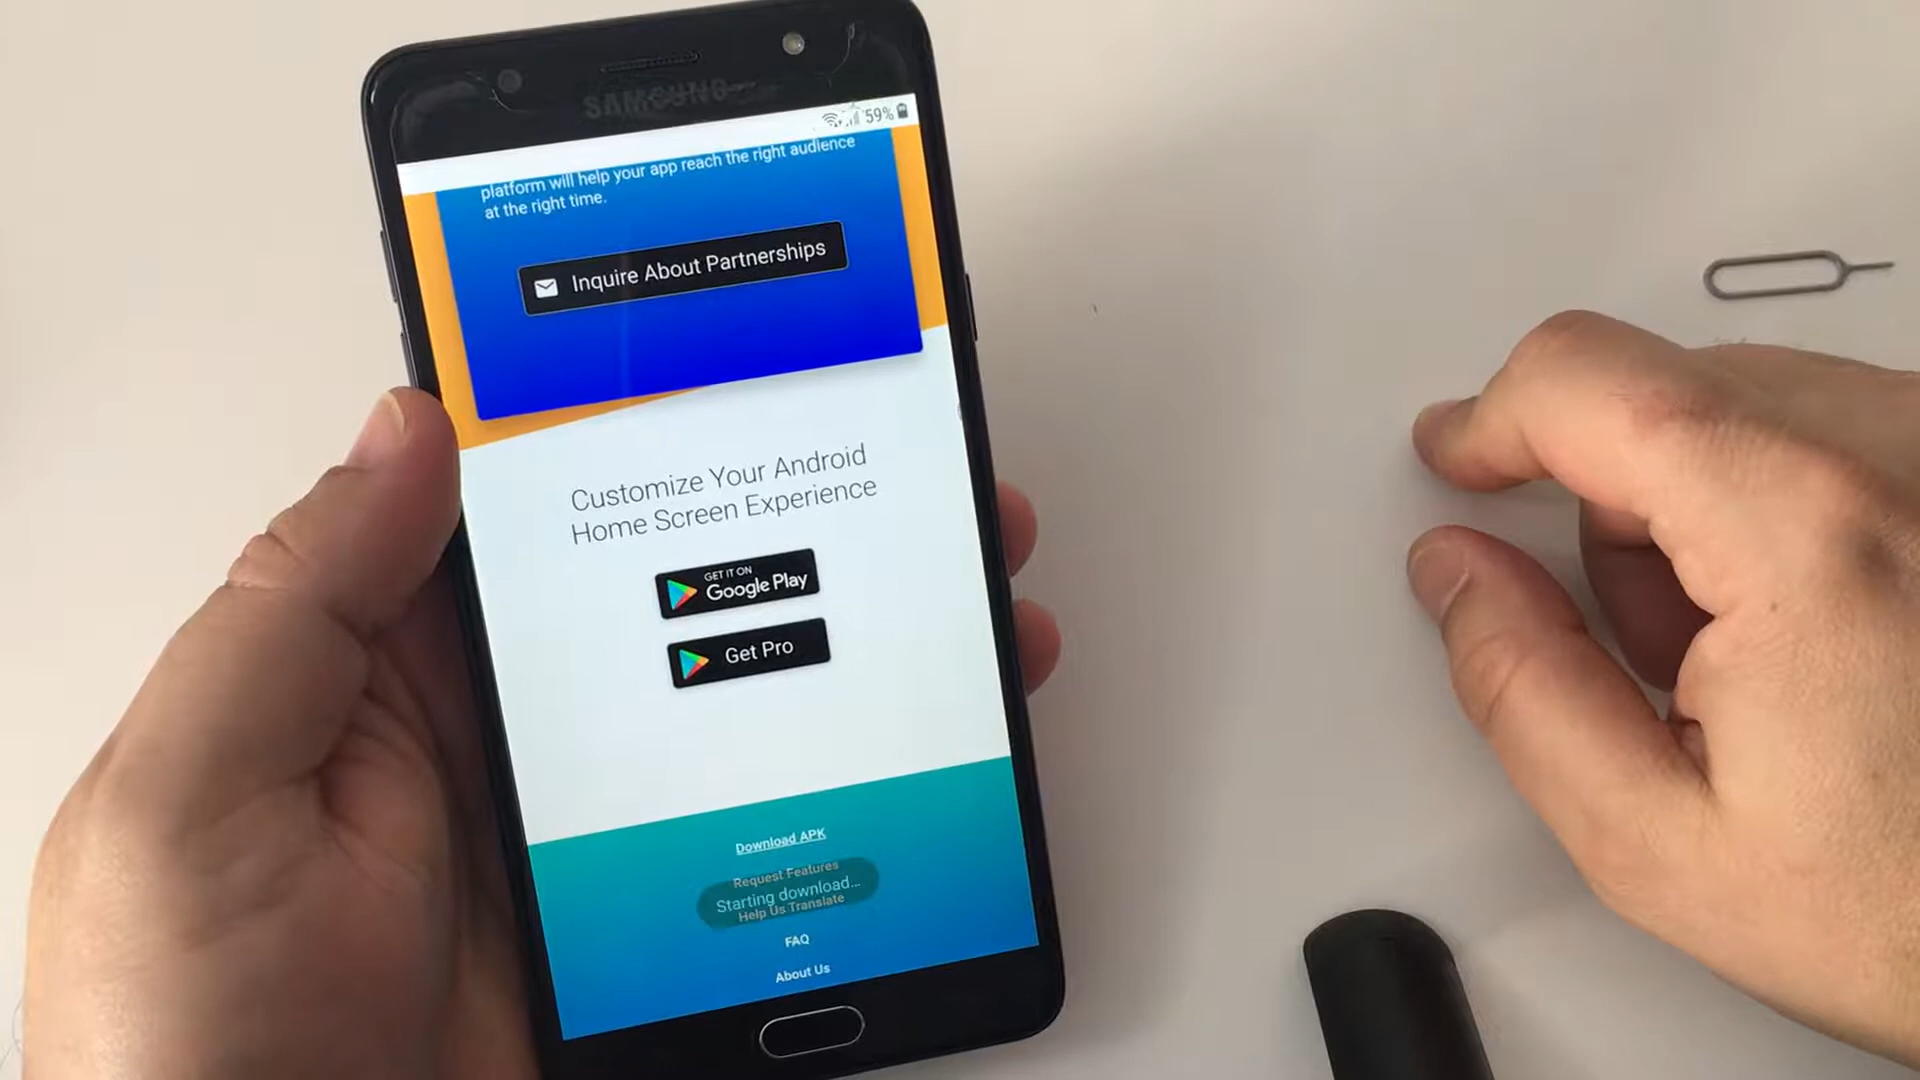 SAMSUNG
59%
platform will help your app reach the right audience
at the right time.
Inquire About Partnerships
Customize Your Android
Home Screen Experience
GET IT ON
Google Play
Get Pro
Download APK
Request Features
Starting download...
Help Us Translate
FAQ
About Us